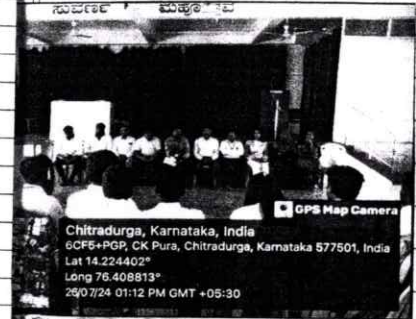 ಸುವರ್ಣ ಮಹೋತ್ಸವ
GPS Map Camera
Chitradurga, Karnataka, India
6CF5+PGP, CK Pura, Chitradurga, Karnataka 577501, India
Lat 14.224402°
Long 76.408813°
26/07/24 01:12 PM GMT +05:30